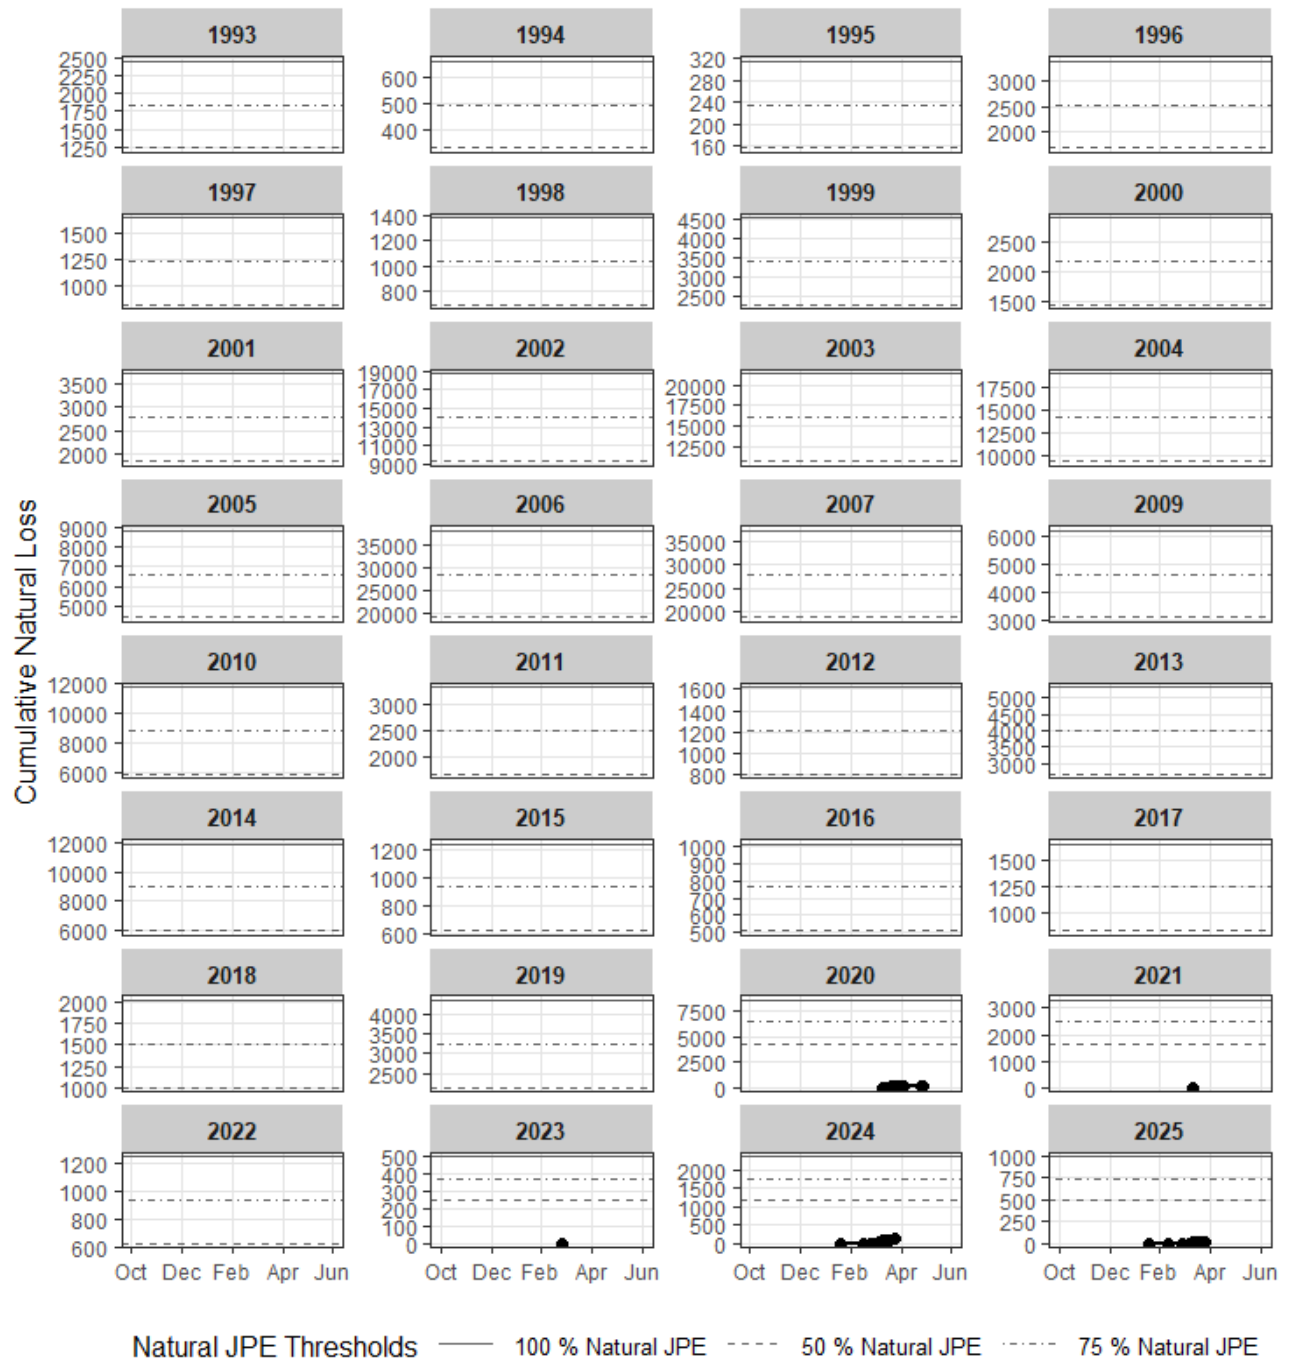 1993 1994 1995 1996
2500 2250 2000 1750 1500 1250
600 500 400
320 280 240 200 160
3000 2500 2000
1997 1998 1999 2000
1500 1250 1000
1400 1200 1000 800
4500 4000 3500 3000 2500
2500 2000 1500
2001 2002 2003 2004
3500 3000 2500 2000
19000 17000 15000 13000 11000 9000
20000 17500 15000 12500
17500 15000 12500 10000
Cumulative Natural Loss
2005 2006 2007 2009
9000 8000 7000 6000 5000
35000 30000 25000 20000
35000 30000 25000 20000
6000 5000 4000 3000
2010 2011 2012 2013
12000 10000 8000 6000
3000 2500 2000
1600 1400 1200 1000 800
5000 4500 4000 3500 3000
2014 2015 2016 2017
12000 10000 8000 6000
1200 1000 800 600
1000 900 800 700 600 500
1500 1250 1000
2018 2019 2020 2021
2000 1750 1500 1250 1000
4000 3500 3000 2500
7500 5000 2500 0
3000 2000 1000 0
2022 2023 2024 2025
1200 1000 800 600
500 400 300 200 100 0
2000 1500 1000 500 0
1000 750 500 250 0
Oct Dec Feb Apr Jun Oct Dec Feb Apr Jun Oct Dec Feb Apr Jun Oct Dec Feb Apr Jun
Natural JPE Thresholds 100 % Natural JPE 50 % Natural JPE 75 % Natural JPE